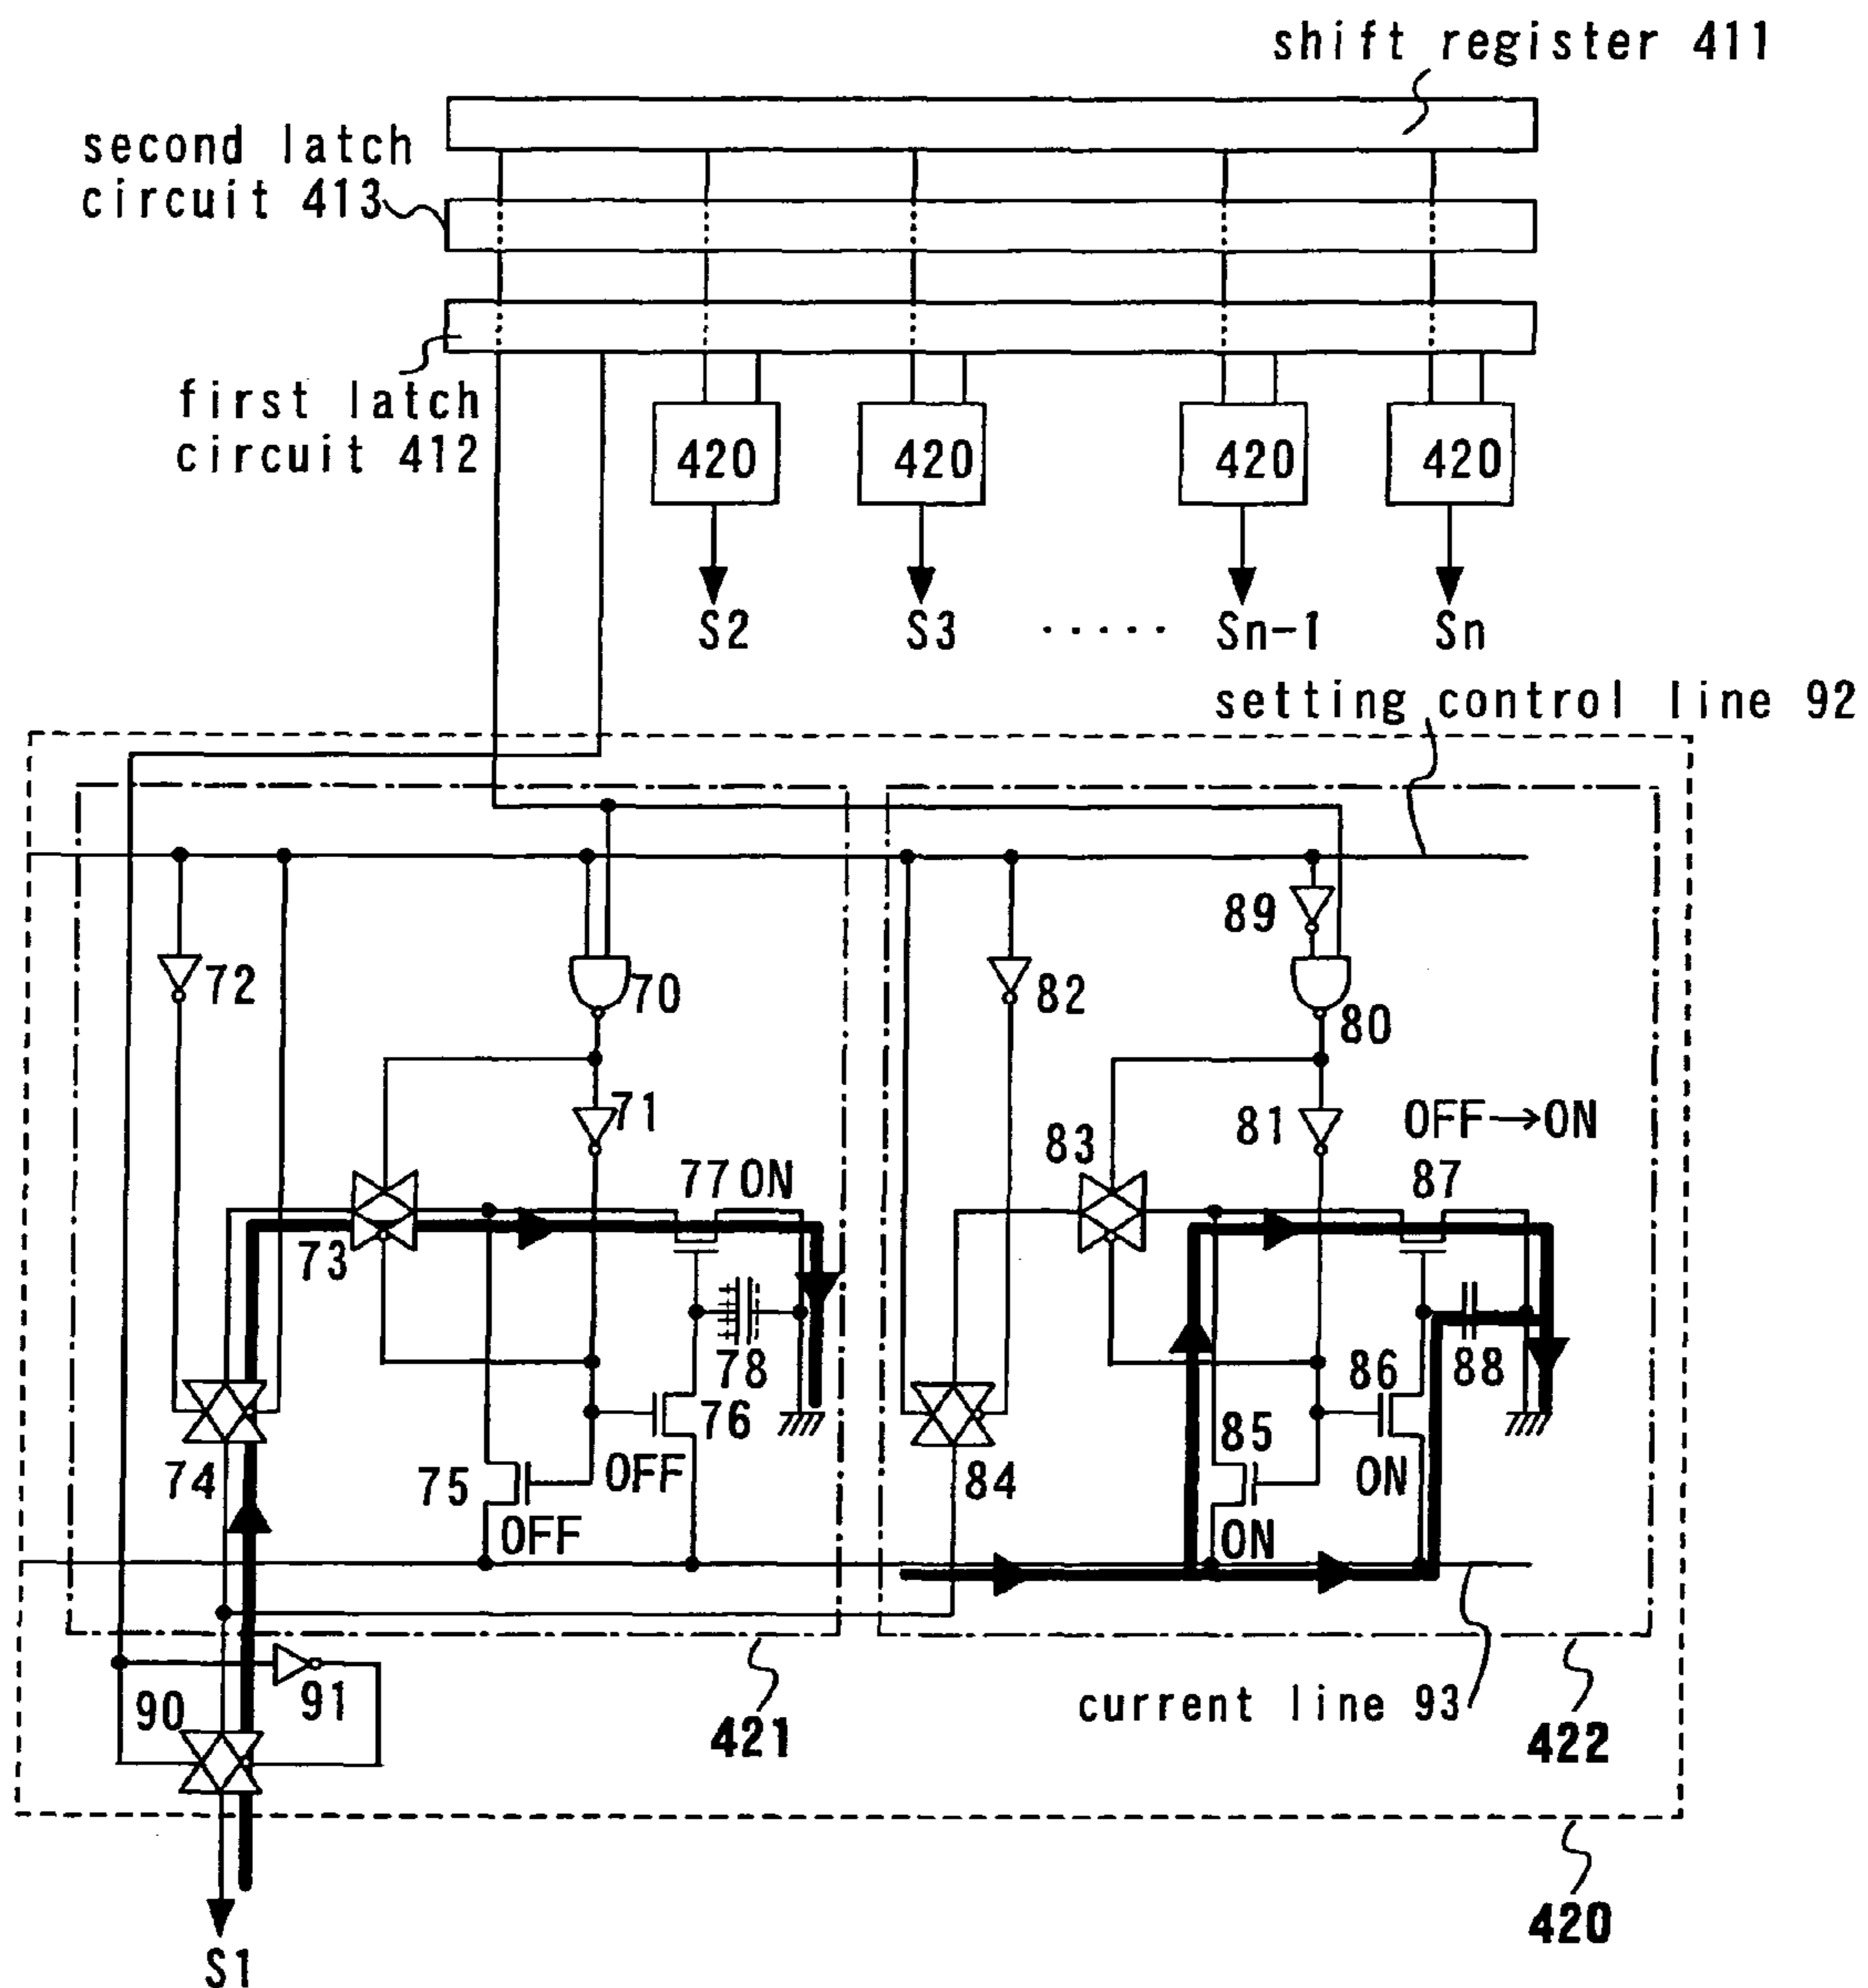 shift register 411
second latch
circuit 413
first latch
circuit 412
420
420
420
420
S2
S3
.....
Sn-1
Sn
setting control line 92
89
72
70
82
80
71
81
OFF→ON
83
77 ON
87
73
78
88
76
86
74
75
OFF
85
84
ON
OFF
ON
90
91
421
current line 93
422
420
S1